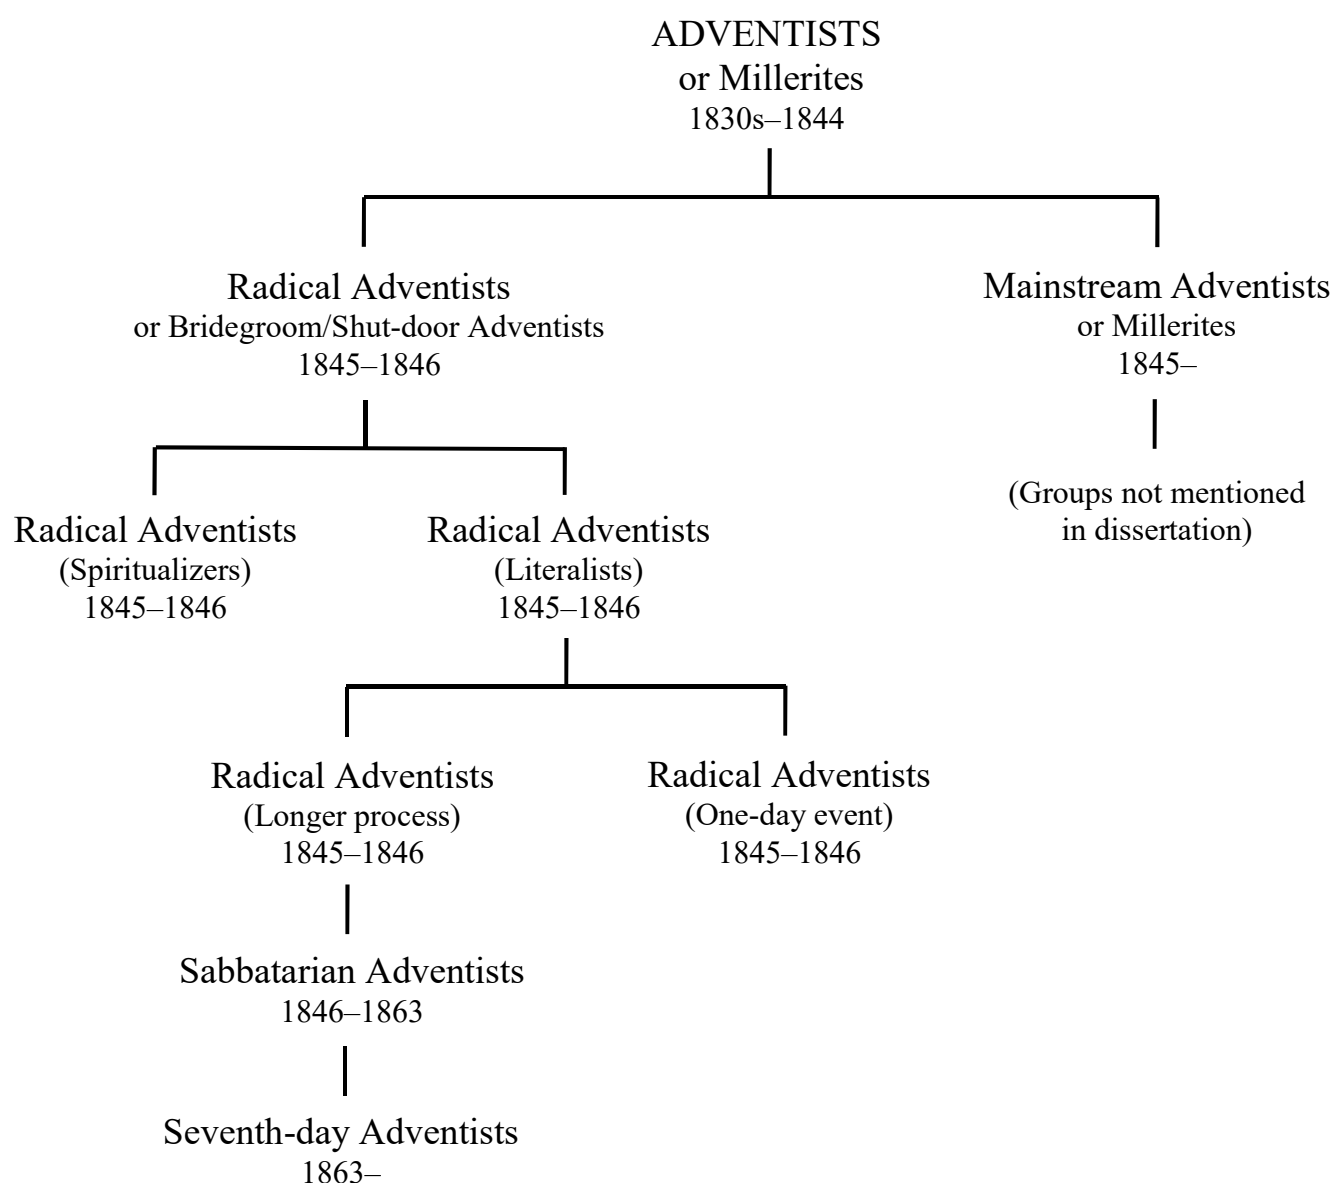 ADVENTISTS
or Millerites
1830s–1844
Radical Adventists
or Bridegroom/Shut-door Adventists
1845–1846
Mainstream Adventists
or Millerites
1845–
(Groups not mentioned
in dissertation)
Radical Adventists
(Spiritualizers)
1845–1846
Radical Adventists
(Literalists)
1845–1846
Radical Adventists
(Longer process)
1845–1846
Radical Adventists
(One-day event)
1845–1846
Sabbatarian Adventists
1846–1863
Seventh-day Adventists
1863–